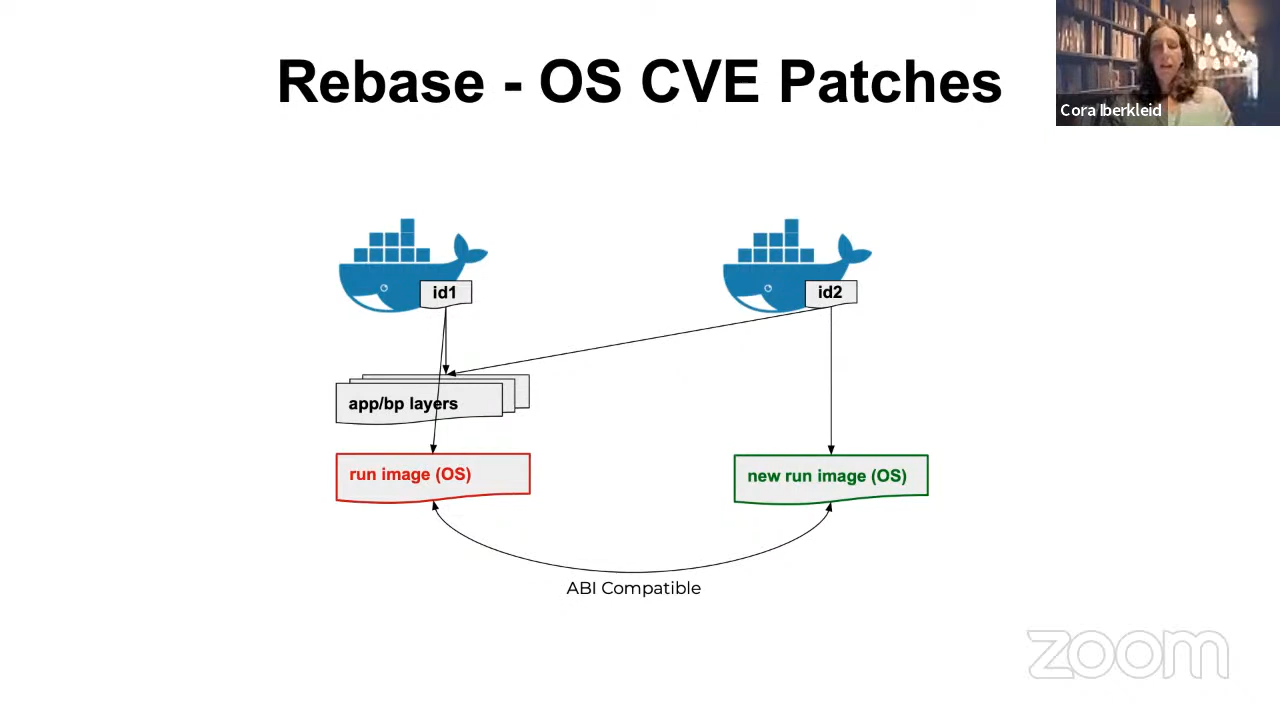 Rebase - OS CVE Patches
Cora Iberkleid
id1
id2
app/bp layers
run image (OS)
new run image (OS)
ABI Compatible
zoom